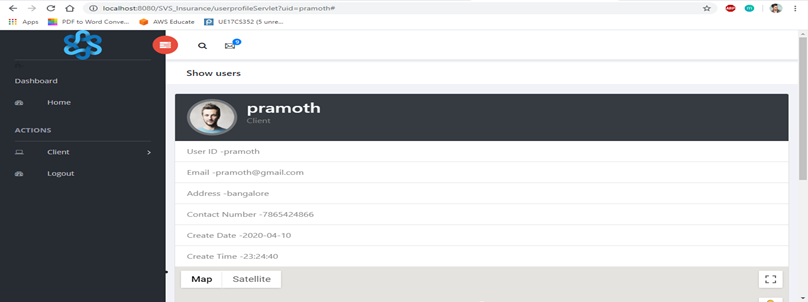 localhost:8080/SVS_Insurance/userprofileServlet?uid=pramoth#
Apps PDF to Word Conve... AWS Educate UE17CS352 (5 unre...
Show users
Dashboard
Home
ACTIONS
Client
Logout
pramoth
Client
User ID -pramoth
Email -pramoth@gmail.com
Address -bangalore
Contact Number -7865424866
Create Date -2020-04-10
Create Time -23:24:40
Map Satellite